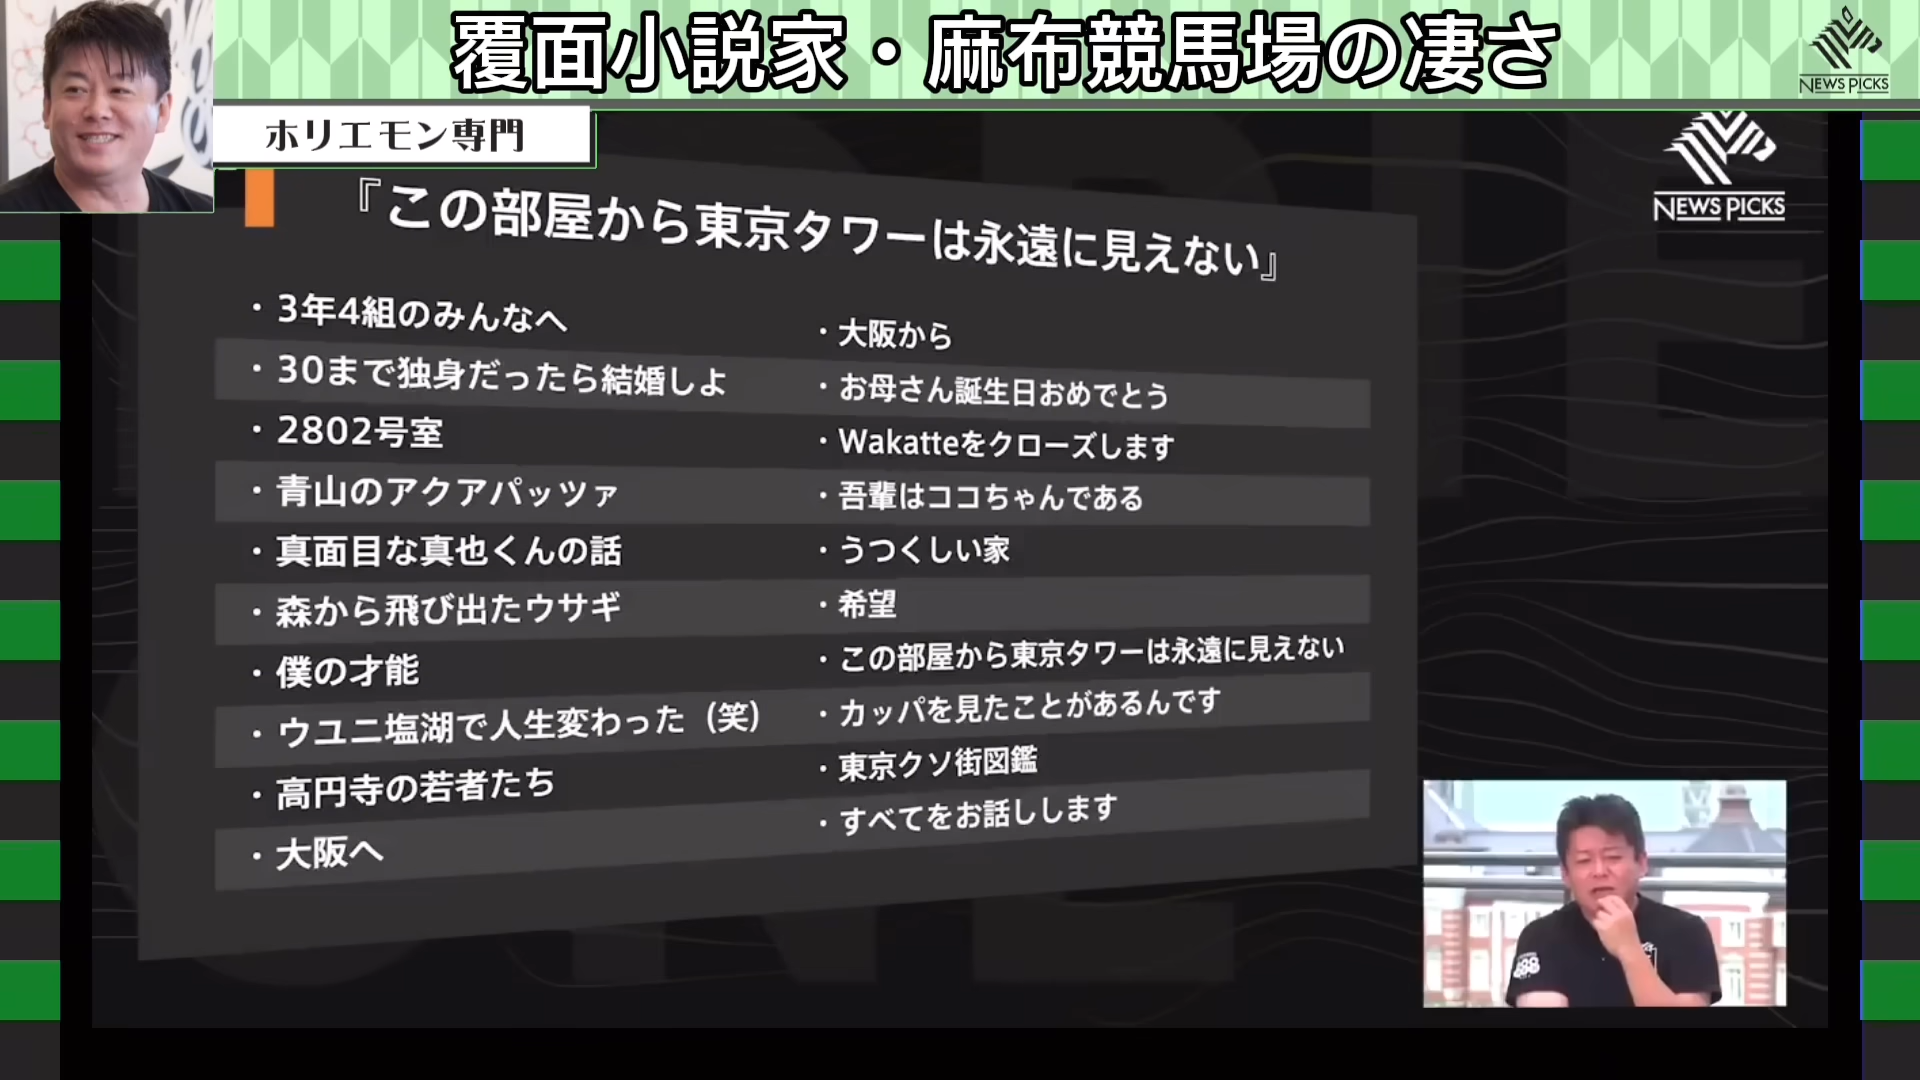 覆面小説家・麻布競馬場の凄さ
NEWS PICKS
ホリエモン専門
NEWS PICKS
『この部屋から東京タワーは永遠に見えない』
・3年4組のみんなへ
・30まで独身だったら結婚しよ
・2802号室
・青山のアクアパッツァ
・真面目な真也くんの話
・森から飛び出たウサギ
・僕の才能
・ウユニ塩湖で人生変わった（笑）
・高円寺の若者たち
・大阪へ
・大阪から
・お母さん誕生日おめでとう
・Wakatteをクローズします
・吾輩はココちゃんである
・うつくしい家
・希望
・この部屋から東京タワーは永遠に見えない
・カッパを見たことがあるんです
・東京クソ街図鑑
・すべてをお話しします